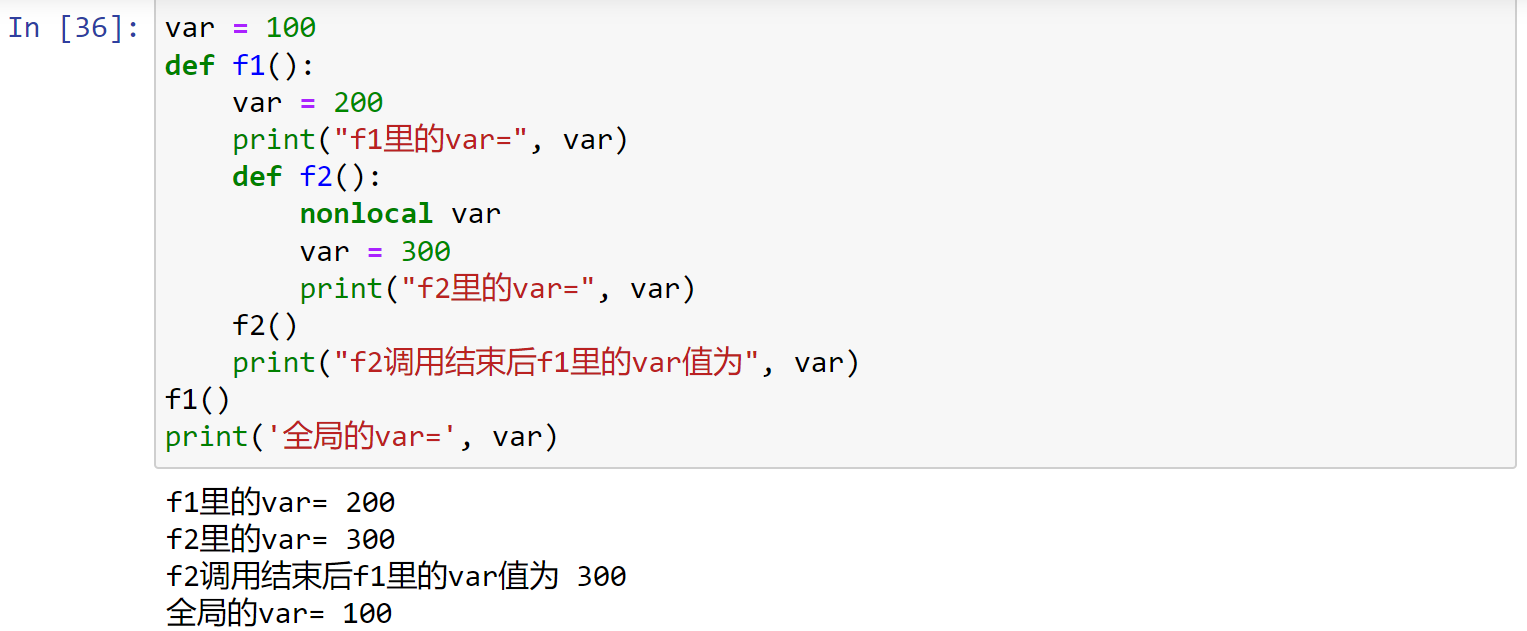 In [36]: var = 100
def f1():
    var = 200
    print("f1里的var=", var)
    def f2():
        nonlocal var
        var = 300
        print("f2里的var=", var)
    f2()
    print("f2调用结束后f1里的var值为", var)
f1()
print('全局的var=', var)
f1里的var= 200
f2里的var= 300
f2调用结束后f1里的var值为 300
全局的var= 100